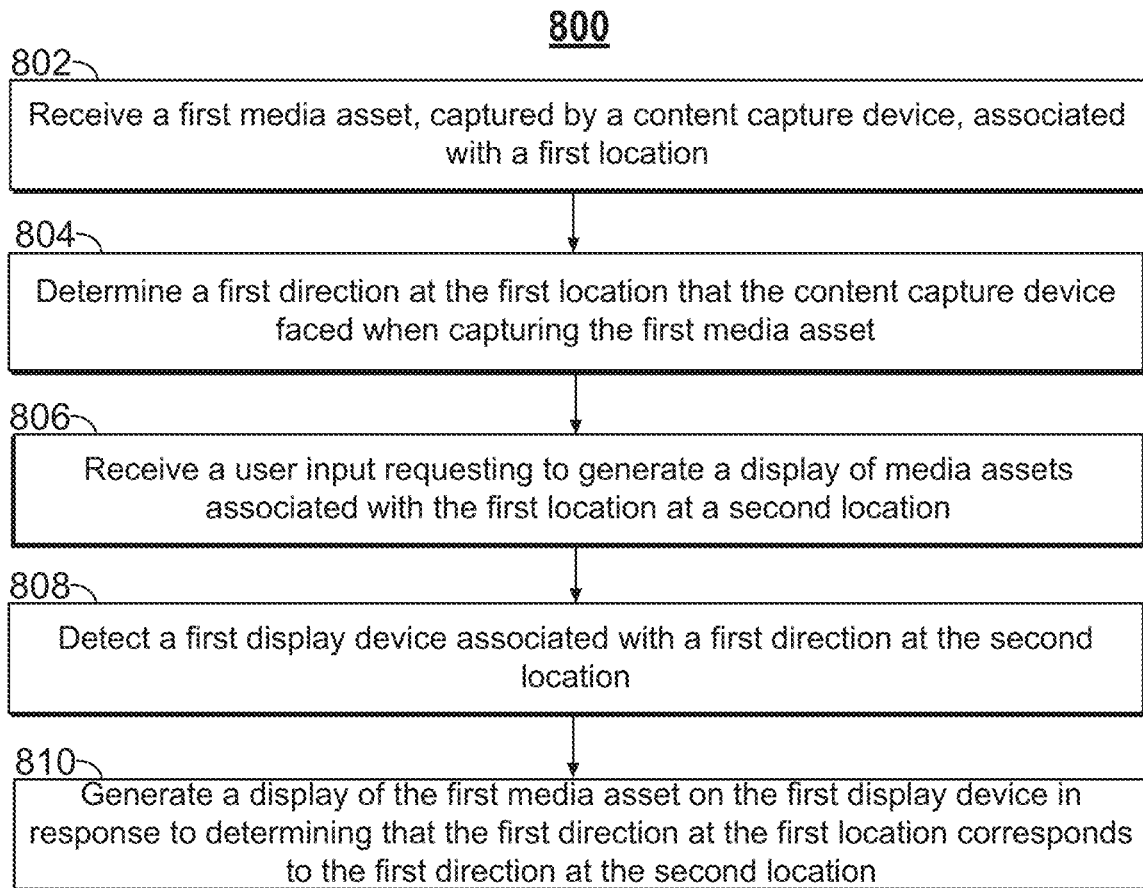 800
802
Receive a first media asset, captured by a content capture device, associated
with a first location
804
Determine a first direction at the first location that the content capture device
faced when capturing the first media asset
806
Receive a user input requesting to generate a display of media assets
associated with the first location at a second location
808
Detect a first display device associated with a first direction at the second
location
810
Generate a display of the first media asset on the first display device in
response to determining that the first direction at the first location corresponds
to the first direction at the second location